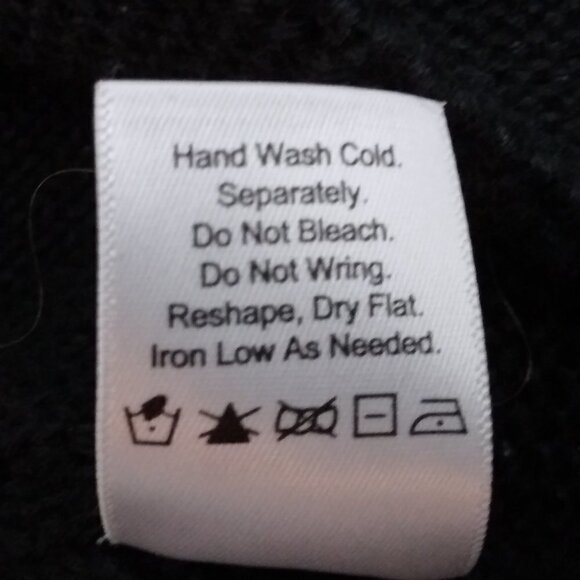 Hand Wash Cold.
Separately.
Do Not Bleach.
Do Not Wring.
Reshape, Dry Flat.
Iron Low As Needed.